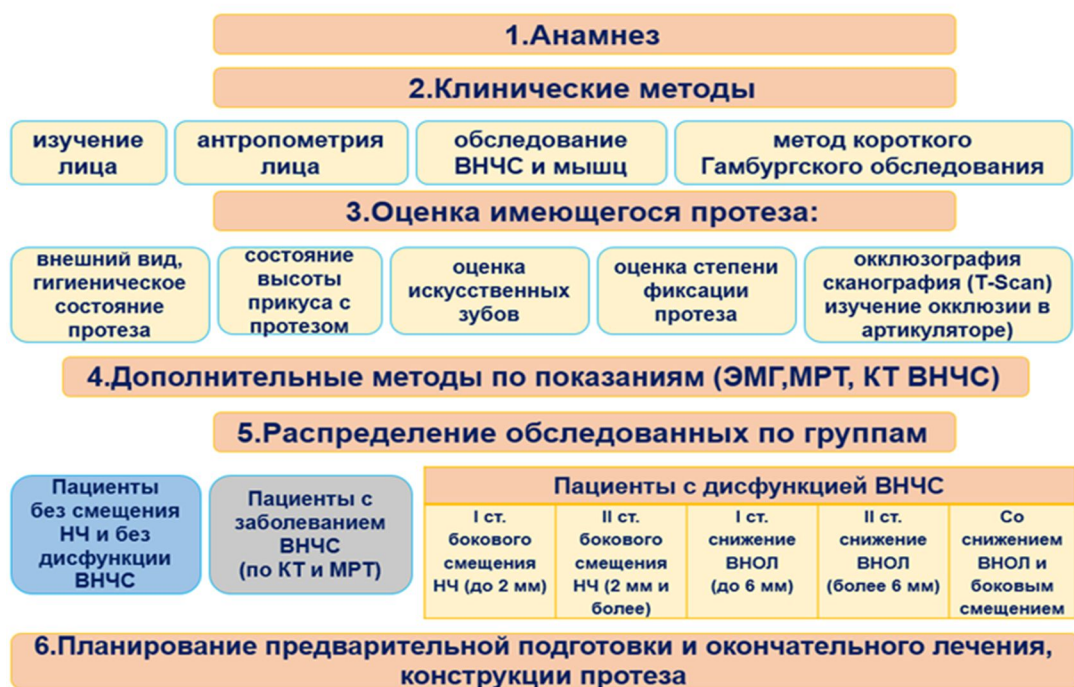 1.Анамнез
2.Клинические методы
изучение
лица
антропометрия
лица
обследование
ВНЧС и мышц
метод короткого
Гамбургского обследования
3.Оценка имеющегося протеза:
внешний вид,
гигиеническое
состояние
протеза
состояние
высоты
прикуса с
протезом
оценка
искусственных
зубов
оценка степени
фиксации
протеза
окклюзография
сканография (T-Scan)
изучение окклюзии в
артикуляторе)
4.Дополнительные методы по показаниям (ЭМГ,МРТ, КТ ВНЧС)
5.Распределение обследованных по группам
Пациенты
без смещения
НЧ и без
дисфункции
ВНЧС
Пациенты с
заболеванием
ВНЧС
(по КТ и МРТ)
Пациенты с дисфункцией ВНЧС
I ст.
бокового
смещения
НЧ (до 2 мм)
II ст.
бокового
смещения
НЧ (2 мм и
более)
I ст.
снижение
ВНОЛ
(до 6 мм)
II ст.
снижение
ВНОЛ
(более 6 мм)
Со
снижением
ВНОЛ и
боковым
смещением
6.Планирование предварительной подготовки и окончательного лечения,
конструкции протеза